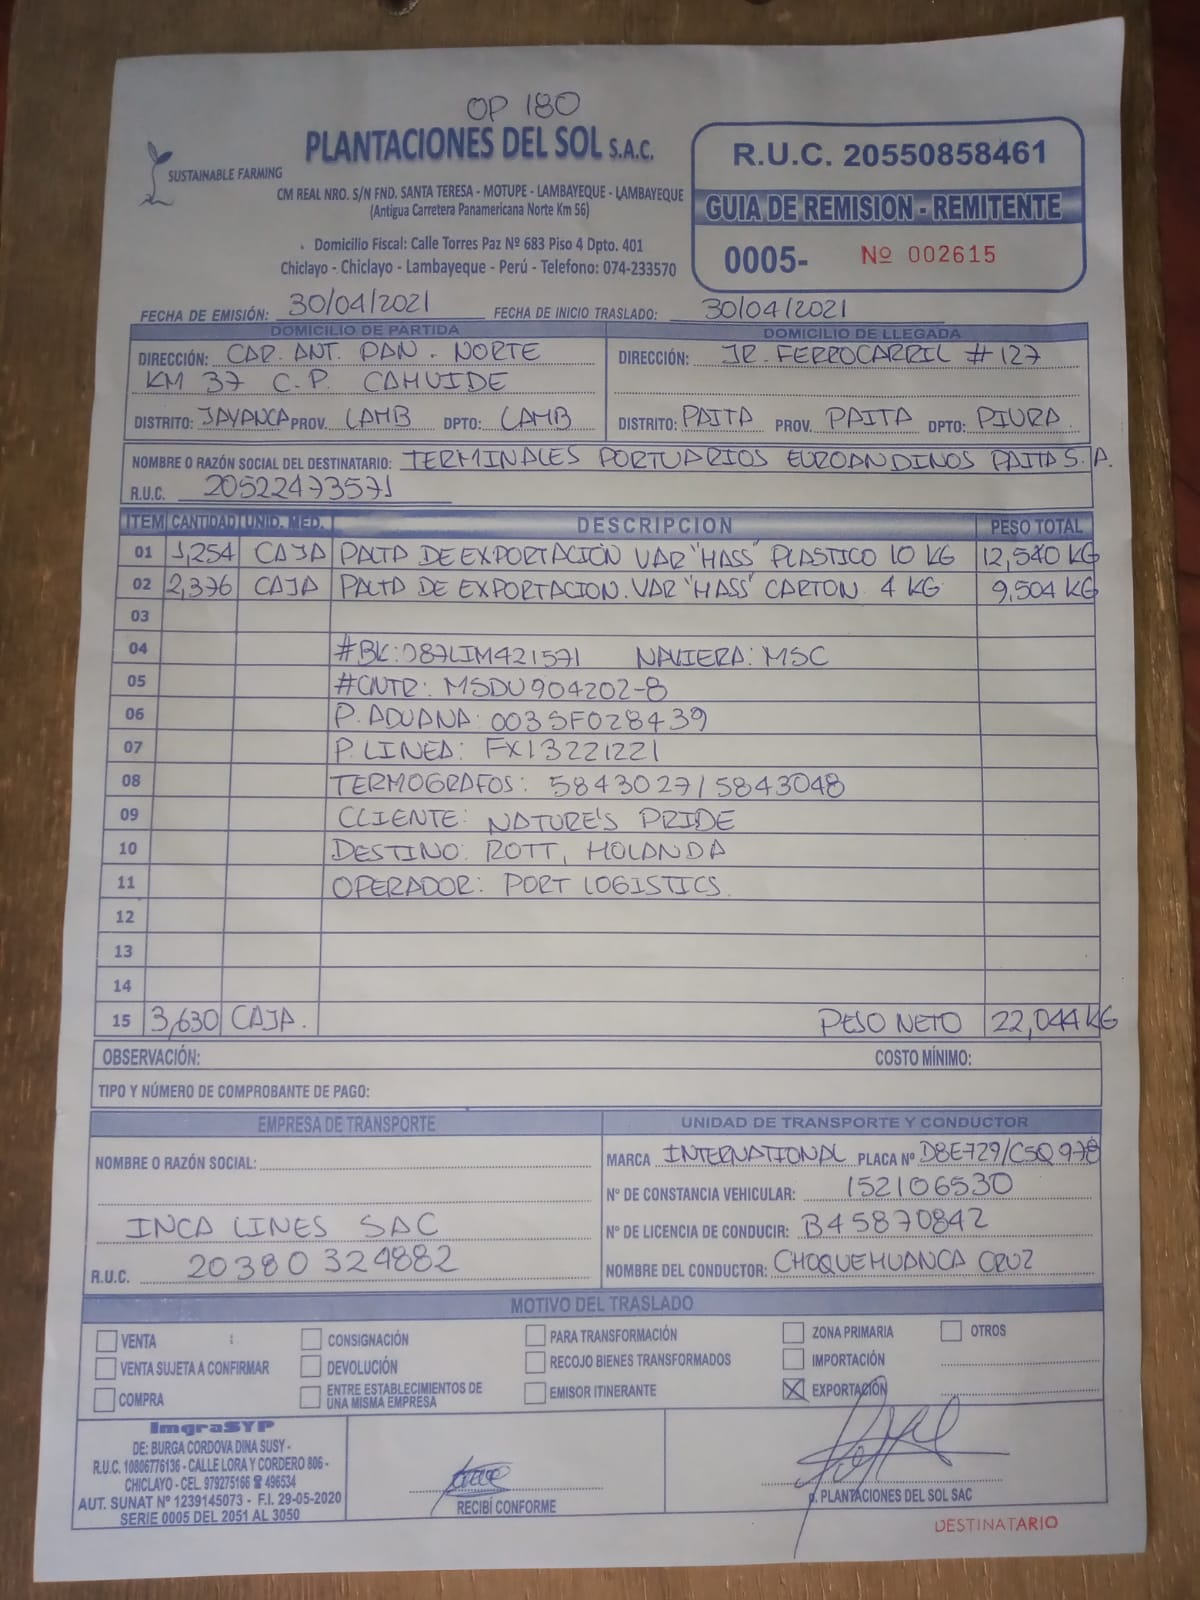 OP 180
PLANTACIONES DEL SOL S.A.C.
SUSTAINABLE FARMING
CM REAL NRO. S/N FND. SANTA TERESA - MOTUPE - LAMBAYEQUE - LAMBAYEQUE
(Antigua Carretera Panamericana Norte Km 56)
Domicilio Fiscal: Calle Torres Paz Nº 683 Piso 4 Dpto. 401
Chiclayo - Chiclayo - Lambayeque - Perú - Telefono: 074-233570
R.U.C. 20550858461
GUIA DE REMISION - REMITENTE
0005- Nº 002615
FECHA DE EMISIÓN: 30/04/2021 FECHA DE INICIO TRASLADO: 30/04/2021
DOMICILIO DE PARTIDA
DIRECCIÓN: CAR. ANT. PAN. NORTE
KM 37 C.P. CAHUIDE
DISTRITO: JAYANCA PROV. LAMB DPTO: LAMB
DOMICILIO DE LLEGADA
DIRECCIÓN: JR. FERROCARRIL # 127
DISTRITO: PAITA PROV. PAITA DPTO: PIURA
NOMBRE O RAZÓN SOCIAL DEL DESTINATARIO: TERMINALES PORTUARIOS EUROANDINOS PAITA S.A.
R.U.C. 20522473571
ITEM CANTIDAD UNID. MED. DESCRIPCION PESO TOTAL
01 1,254 CAJA PALTA DE EXPORTACIÓN VAR "HASS" PLASTICO 10 KG 12,540 KG
02 2,376 CAJA PALTA DE EXPORTACION. VAR "HASS" CARTON 4 KG 9,504 KG
03
04 #BK: 087LIM421571 NAVIERA: MSC
05 #CNTR: MSDU904202-8
06 P. ADUANA: 0035F028439
07 P. LINEA: FX13221221
08 TERMOGRAFOS: 5843027/5843048
09 CLIENTE: NATURE'S PRIDE
10 DESTINO: ROTT, HOLANDA
11 OPERADOR: PORT LOGISTICS.
12
13
14
15 3,630 CAJA. PESO NETO 22,044 KG
OBSERVACIÓN: COSTO MÍNIMO:
TIPO Y NÚMERO DE COMPROBANTE DE PAGO:
EMPRESA DE TRANSPORTE
NOMBRE O RAZÓN SOCIAL:
INCA LINES SAC
R.U.C. 20380324882
UNIDAD DE TRANSPORTE Y CONDUCTOR
MARCA INTERNATIONAL PLACA Nº D8E729/C5Q978
Nº DE CONSTANCIA VEHICULAR: 152106530
Nº DE LICENCIA DE CONDUCIR: B45870842
NOMBRE DEL CONDUCTOR: CHOQUEHUANCA CRUZ
MOTIVO DEL TRASLADO
VENTA
VENTA SUJETA A CONFIRMAR
COMPRA
CONSIGNACIÓN
DEVOLUCIÓN
ENTRE ESTABLECIMIENTOS DE
UNA MISMA EMPRESA
PARA TRANSFORMACIÓN
RECOJO BIENES TRANSFORMADOS
EMISOR ITINERANTE
ZONA PRIMARIA
IMPORTACIÓN
EXPORTACIÓN
OTROS
ImgraSYP
DE: BURGA CORDOVA DINA SUSY -
R.U.C. 10806776136 - CALLE LORA Y CORDERO 806 -
CHICLAYO - CEL. 979275166 ☎ 496534
AUT. SUNAT Nº 1239145073 - F.I. 29-05-2020
SERIE 0005 DEL 2051 AL 3050
RECIBÍ CONFORME
p. PLANTACIONES DEL SOL SAC
DESTINATARIO